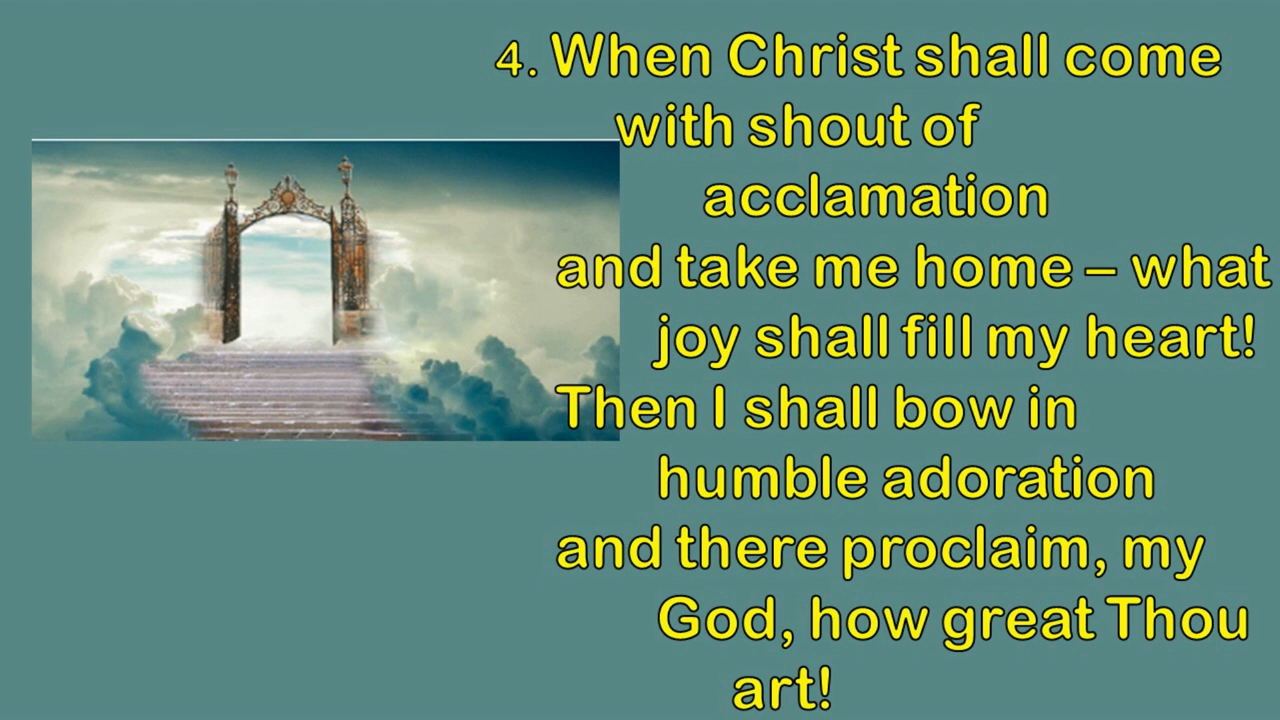 4. When Christ shall come
with shout of
acclamation
and take me home – what
joy shall fill my heart!
Then I shall bow in
humble adoration
and there proclaim, my
God, how great Thou
art!